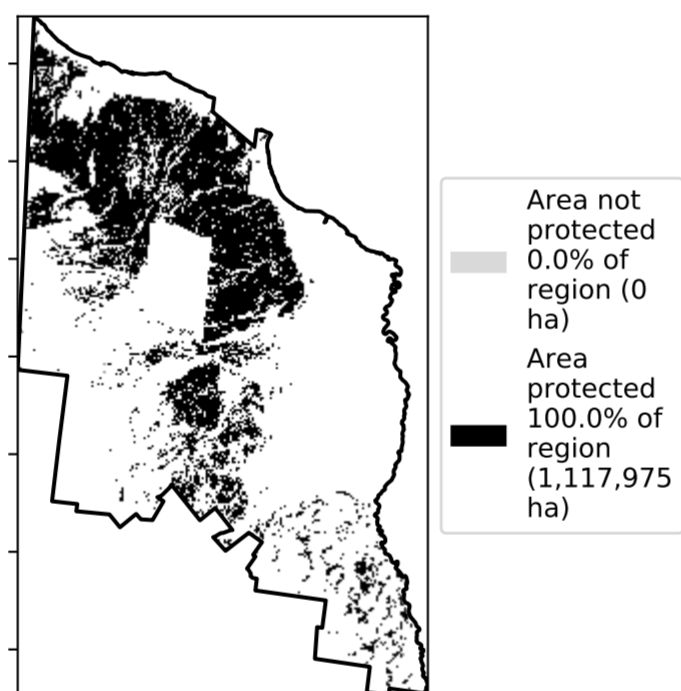 Area not
protected
0.0% of
region (0
ha)
Area
protected
100.0% of
region
(1,117,975
ha)